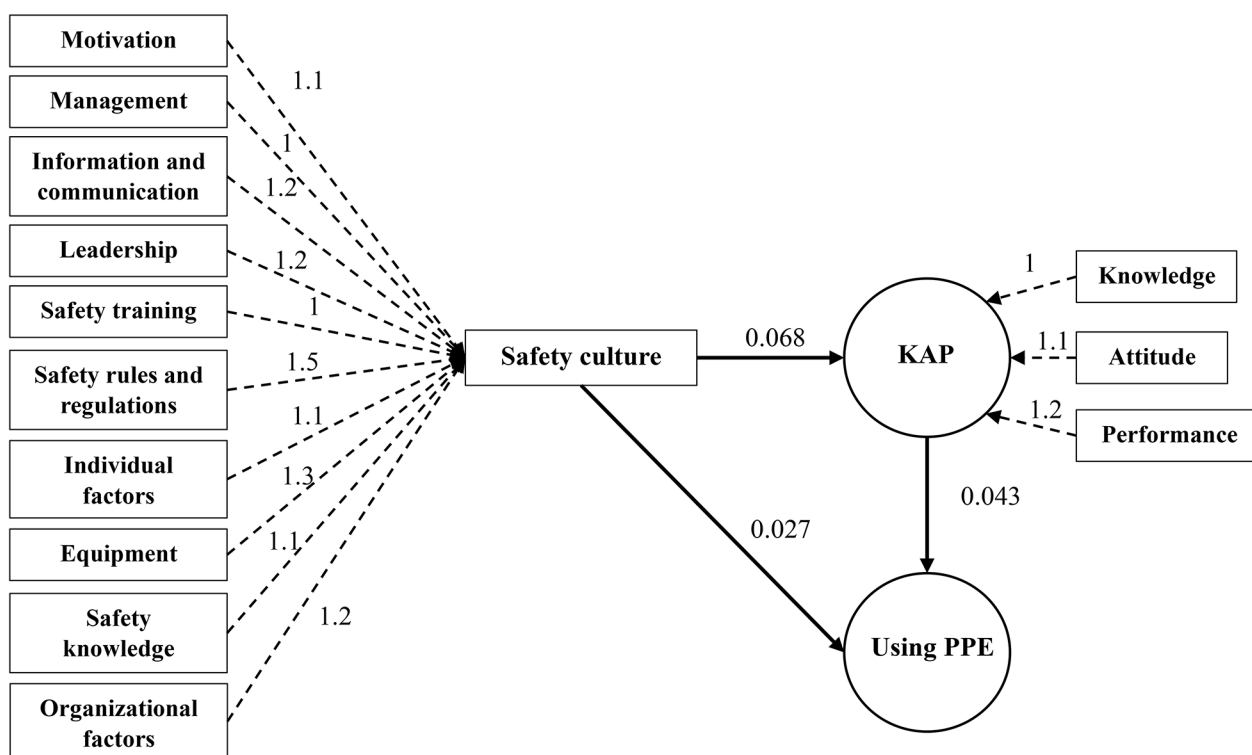 Motivation
Management
Information and
communication
Leadership
Safety training
Safety rules and
regulations
Individual
factors
Equipment
Safety
knowledge
Organizational
factors
1.1
1
1.2
1.2
1
1.5
1.1
1.3
1.1
1.2
Safety culture
0.068
0.027
KAP
0.043
Using PPE
1
1.1
1.2
Knowledge
Attitude
Performance